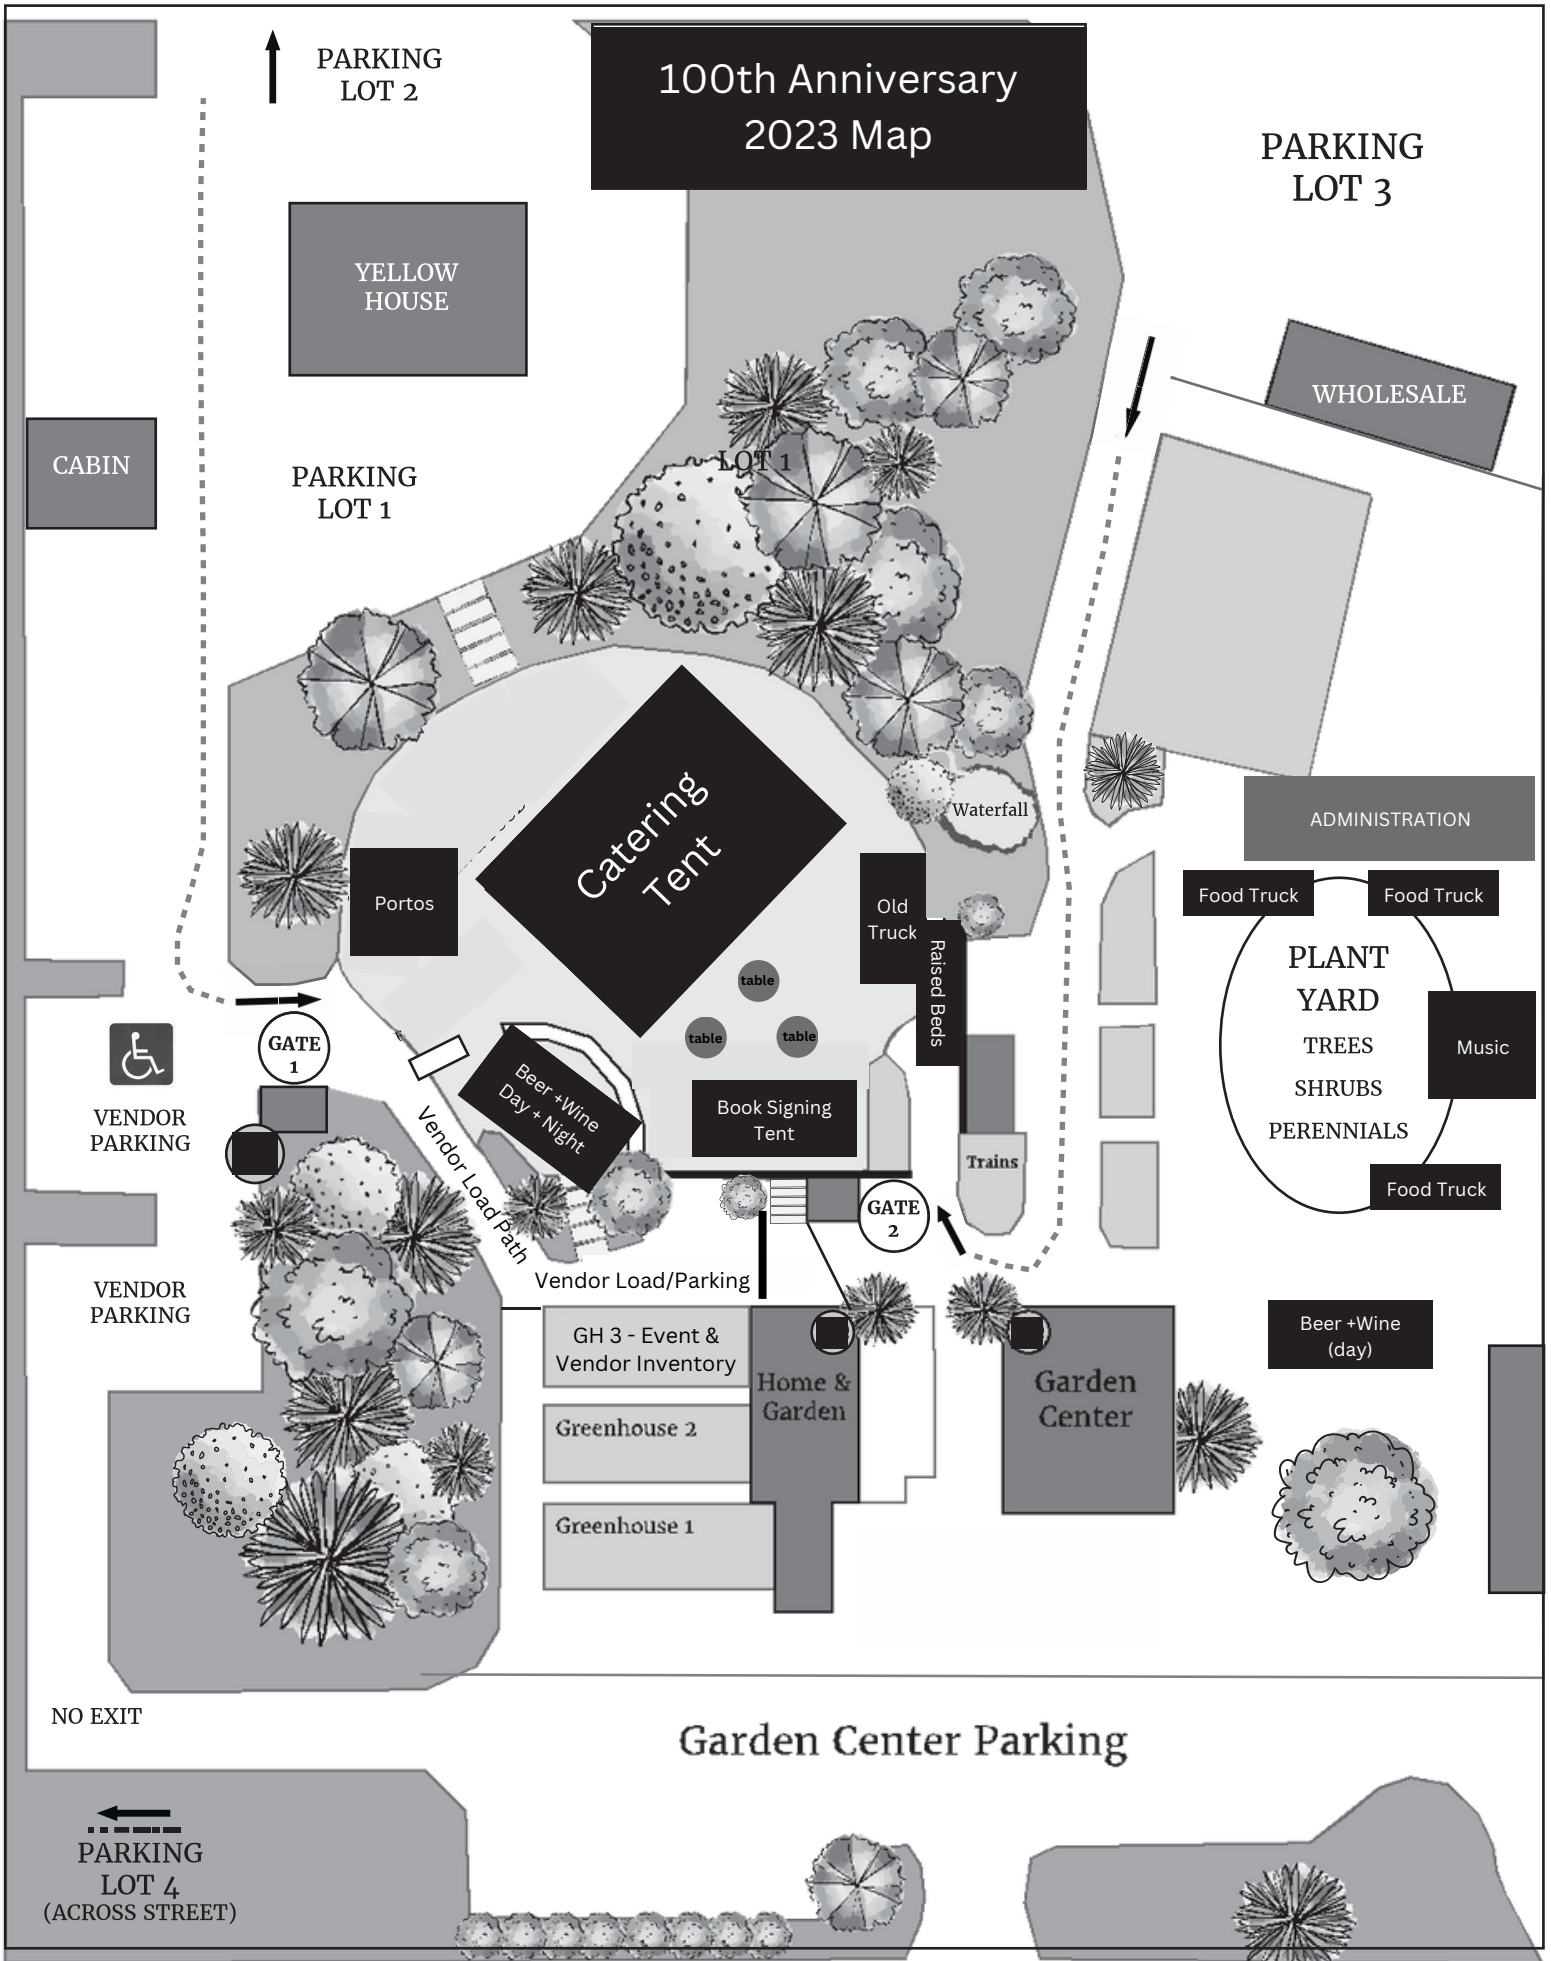 PARKING
LOT 2
100th Anniversary
2023 Map
PARKING
LOT 3
YELLOW
HOUSE
WHOLESALE
CABIN
LOT 1
PARKING
LOT 1
Catering
Tent
Waterfall
ADMINISTRATION
Portos
Old
Truck
Raised Beds
Food Truck
Food Truck
PLANT
YARD
TREES
SHRUBS
PERENNIALS
Music
Food Truck
table
table
table
GATE
1
VENDOR
PARKING
Beer +Wine
Day + Night
Book Signing
Tent
Vendor Load Path
Trains
GATE
2
VENDOR
PARKING
Vendor Load/Parking
GH 3 - Event &
Vendor Inventory
Home &
Garden
Garden
Center
Beer +Wine
(day)
Greenhouse 2
Greenhouse 1
NO EXIT
Garden Center Parking
PARKING
LOT 4
(ACROSS STREET)